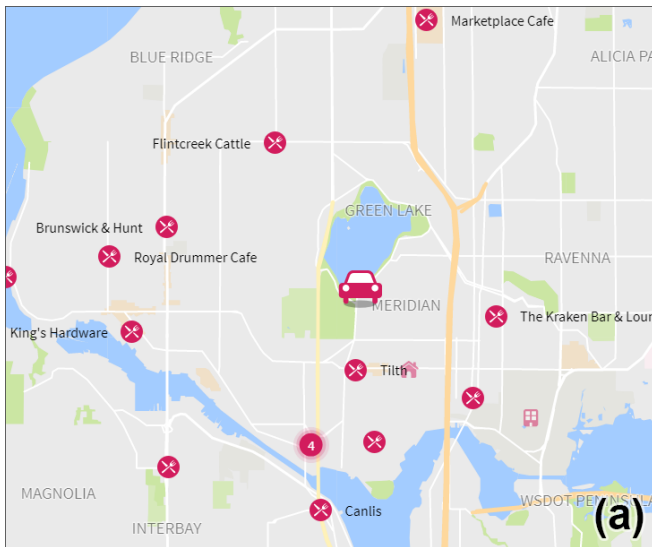 Marketplace Cafe
BLUE RIDGE
ALICIA PA
Flintcreek Cattle
GREEN LAKE
Brunswick & Hunt
Royal Drummer Cafe
RAVENNA
MERIDIAN
The Kraken Bar & Loun
King's Hardware
Tilth
4
MAGNOLIA
WSDOT PENINSULA
Canlis
INTERBAY
(a)